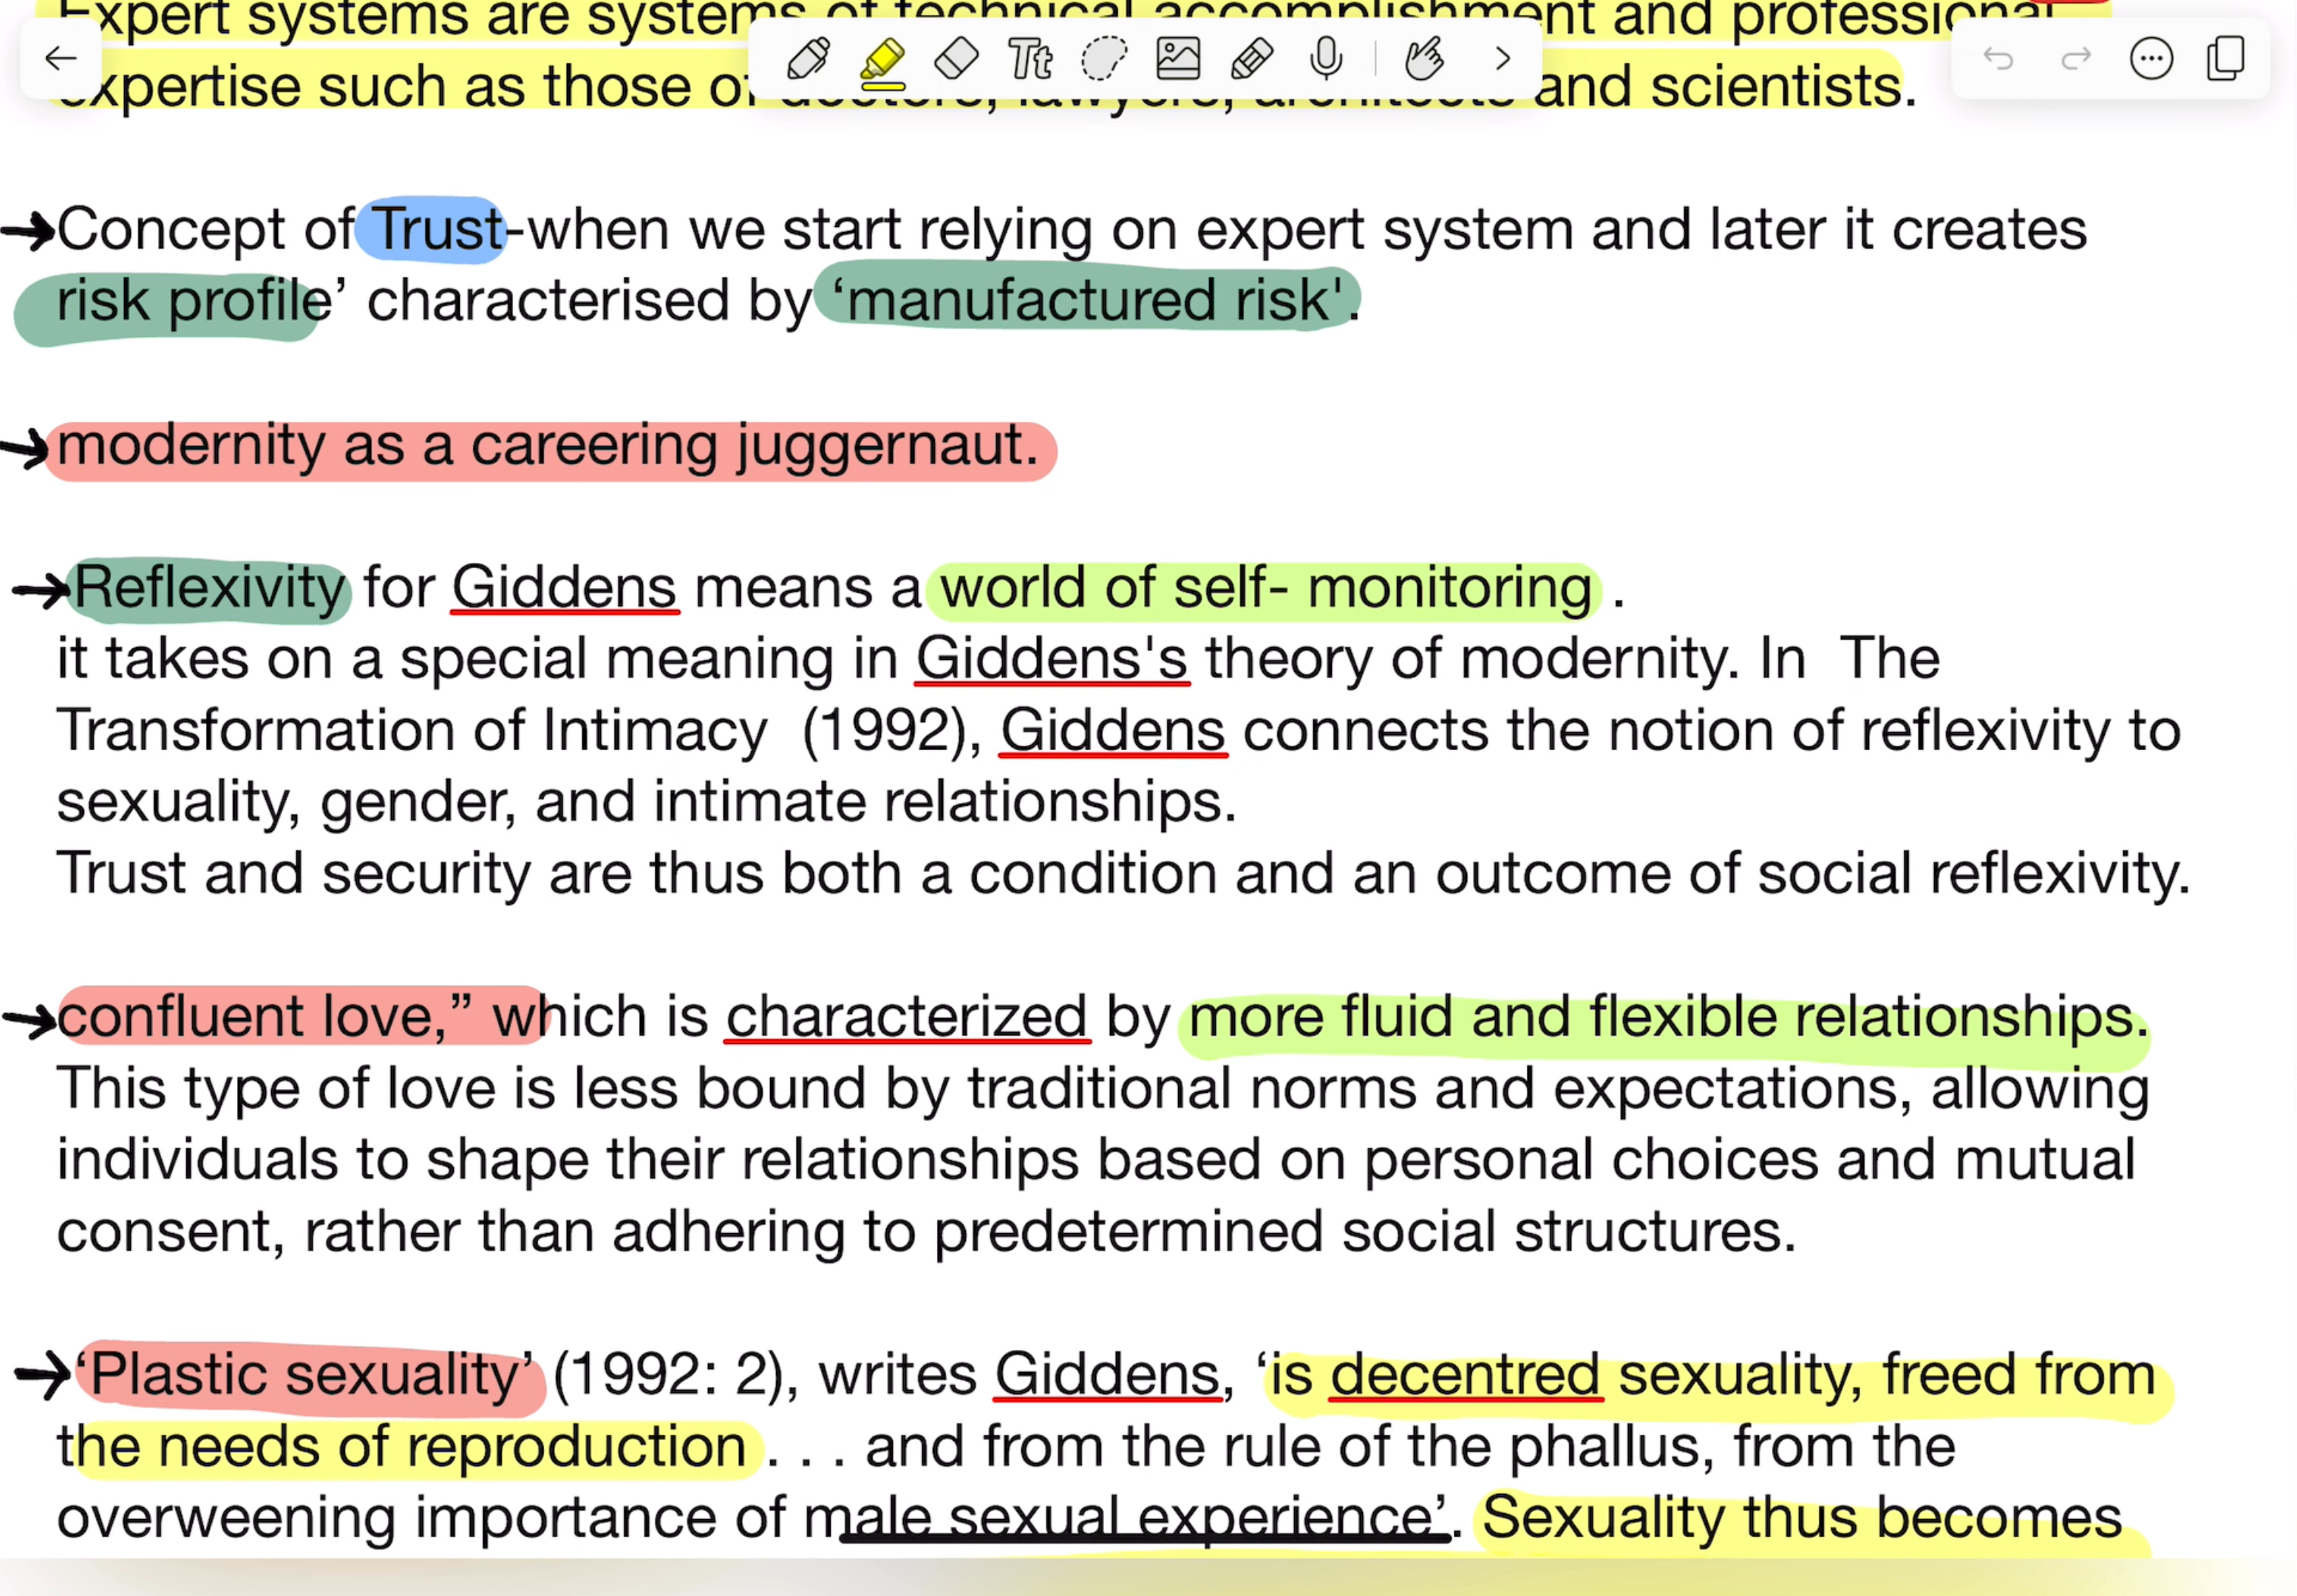 Expert systems are systems of technical accomplishment and professional
expertise such as those of doctors, lawyers, architects and scientists.
→Concept of Trust-when we start relying on expert system and later it creates
risk profile’ characterised by ‘manufactured risk'.
→modernity as a careering juggernaut.
→Reflexivity for Giddens means a world of self- monitoring .
it takes on a special meaning in Giddens's theory of modernity. In  The
Transformation of Intimacy  (1992), Giddens connects the notion of reflexivity to
sexuality, gender, and intimate relationships.
Trust and security are thus both a condition and an outcome of social reflexivity.
→confluent love,” which is characterized by more fluid and flexible relationships.
This type of love is less bound by traditional norms and expectations, allowing
individuals to shape their relationships based on personal choices and mutual
consent, rather than adhering to predetermined social structures.
→‘Plastic sexuality’ (1992: 2), writes Giddens, ‘is decentred sexuality, freed from
the needs of reproduction . . . and from the rule of the phallus, from the
overweening importance of male sexual experience’. Sexuality thus becomes